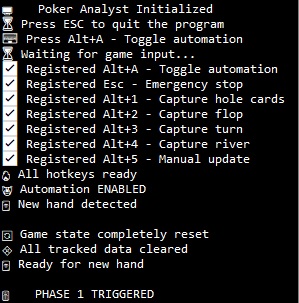 Poker Analyst Initialized
Press ESC to quit the program
Press Alt+A - Toggle automation
Waiting for game input...
Registered Alt+A - Toggle automation
Registered Esc - Emergency stop
Registered Alt+1 - Capture hole cards
Registered Alt+2 - Capture flop
Registered Alt+3 - Capture turn
Registered Alt+4 - Capture river
Registered Alt+5 - Manual update
All hotkeys ready
Automation ENABLED
New hand detected
Game state completely reset
All tracked data cleared
Ready for new hand
PHASE 1 TRIGGERED